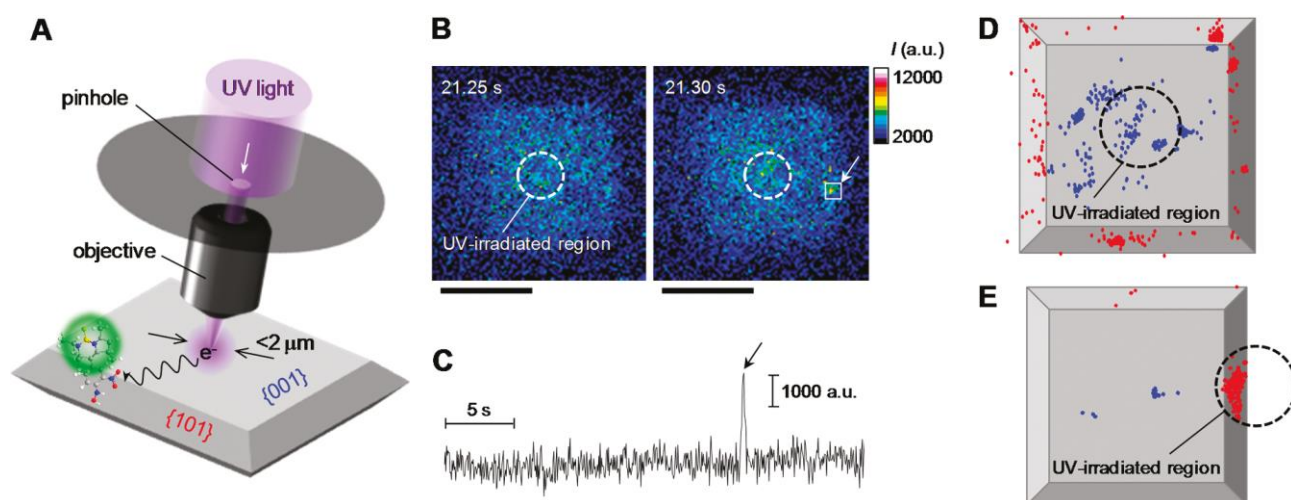 A
UV light
pinhole
objective
e-
<2 μm
{001}
{101}
B
I (a.u.)
21.25 s
21.30 s
12000
2000
UV-irradiated region
C
5 s
1000 a.u.
D
UV-irradiated region
E
UV-irradiated region